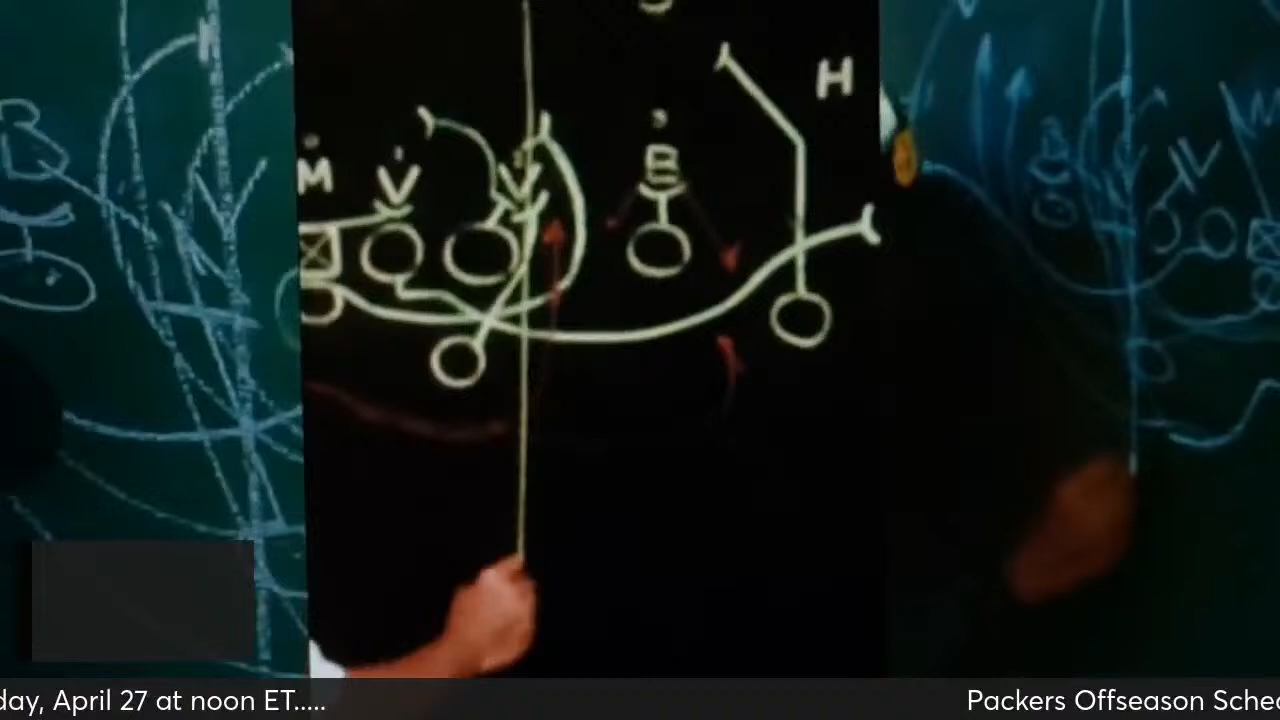 B
H
M V V B
day, April 27 at noon ET..... Packers Offseason Sche